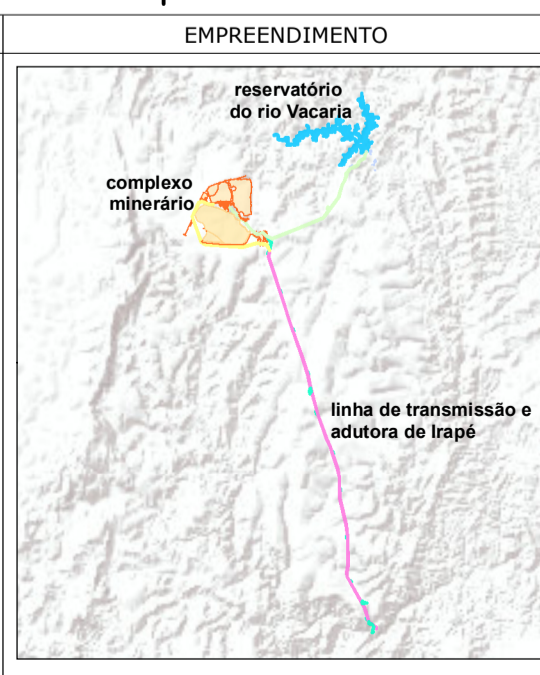 EMPREENDIMENTO
reservatório
do rio Vacaria
complexo
minerário
linha de transmissão e
adutora de Irapé